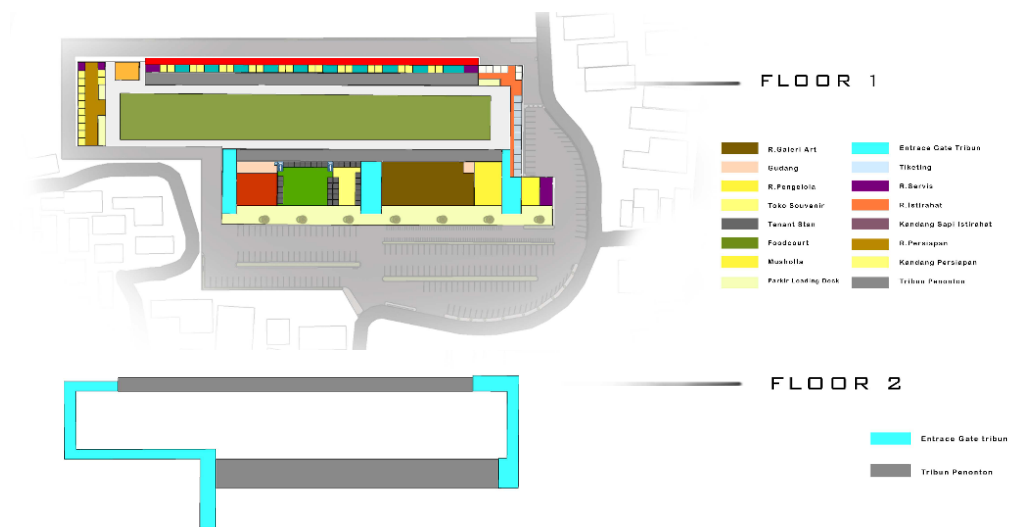 FLOOR 1
R.Galeri Art
Gudang
R.Pengelola
Toko Souvenir
Tenant Stan
Foodcourt
Musholla
Parkir Loading Dock
Entrace Gate Tribun
Tiketing
R.Servis
R.Istirahat
Kandang Sapi Istirahat
R.Persiapan
Kandang Persiapan
Tribun Penonton
FLOOR 2
Entrace Gate tribun
Tribun Penonton